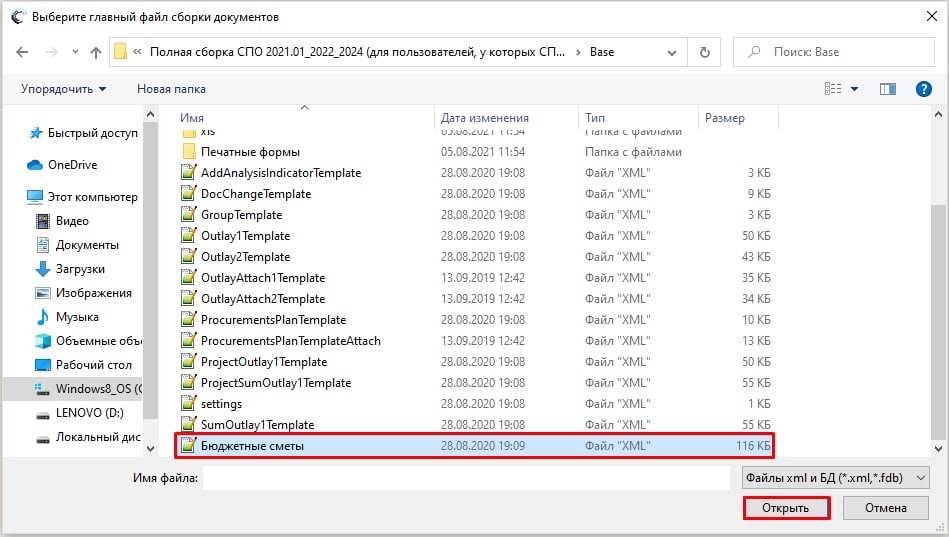 Выберите главный файл сборки документов
« Полная сборка СПО 2021.01_2022_2024 (для пользователей, у которых СП... > Base
Поиск: Base
Упорядочить
Новая папка
Имя
Дата изменения
Тип
Размер
Быстрый доступ
OneDrive
Этот компьютер
Видео
Документы
Загрузки
Изображения
Музыка
Объемные объ
Рабочий стол
Windows8_OS (C
LENOVO (D:)
Локальный дис
xls 05.08.2021 11:54 Папка с файлами
Печатные формы 05.08.2021 11:54 Папка с файлами
AddAnalysisIndicatorTemplate 28.08.2020 19:08 Файл "XML" 3 КБ
DocChangeTemplate 28.08.2020 19:08 Файл "XML" 9 КБ
GroupTemplate 28.08.2020 19:08 Файл "XML" 3 КБ
Outlay1Template 28.08.2020 19:08 Файл "XML" 50 КБ
Outlay2Template 28.08.2020 19:08 Файл "XML" 43 КБ
OutlayAttach1Template 13.09.2019 12:42 Файл "XML" 35 КБ
OutlayAttach2Template 13.09.2019 12:42 Файл "XML" 34 КБ
ProcurementsPlanTemplate 28.08.2020 19:08 Файл "XML" 10 КБ
ProcurementsPlanTemplateAttach 13.09.2019 12:42 Файл "XML" 13 КБ
ProjectOutlay1Template 28.08.2020 19:08 Файл "XML" 50 КБ
ProjectSumOutlay1Template 28.08.2020 19:08 Файл "XML" 55 КБ
settings 28.08.2020 19:08 Файл "XML" 1 КБ
SumOutlay1Template 28.08.2020 19:08 Файл "XML" 55 КБ
Бюджетные сметы 28.08.2020 19:09 Файл "XML" 116 КБ
Имя файла:
Файлы xml и БД (*.xml,*.fdb)
Открыть
Отмена